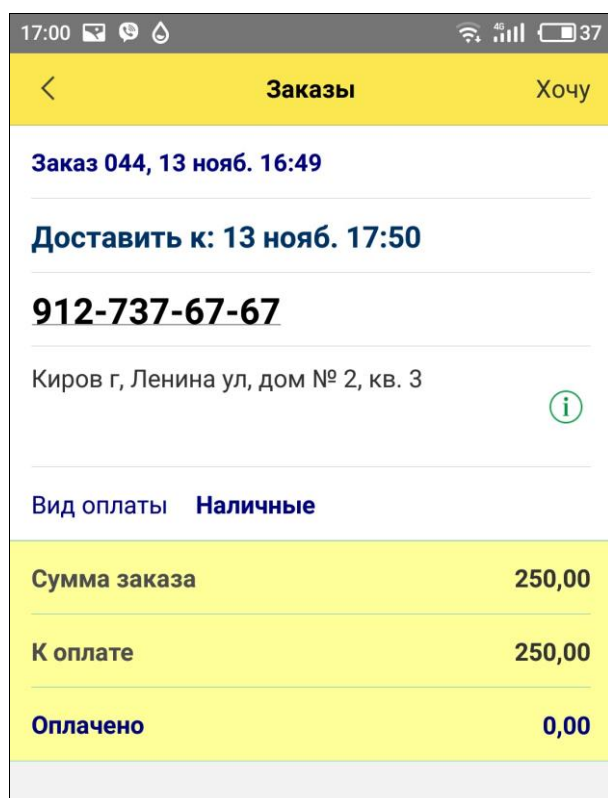 17:00 4G 37
Заказы Хочу
Заказ 044, 13 нояб. 16:49
Доставить к: 13 нояб. 17:50
912-737-67-67
Киров г, Ленина ул, дом № 2, кв. 3
i
Вид оплаты Наличные
Сумма заказа 250,00
К оплате 250,00
Оплачено 0,00